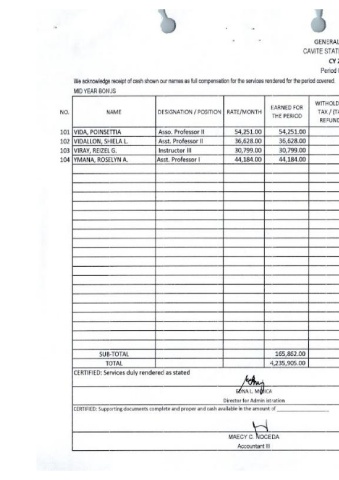 GENERAL
CAVITE STAT
CY 2
Period
We acknowledge receipt of cash shown our names as full compensation for the services rendered for the period covered.
MID YEAR BONUS
NO. NAME DESIGNATION / POSITION RATE/MONTH EARNED FOR THE PERIOD WITHOLD TAX / (TA REFUND
101 VIDA, POINSETTIA Asso. Professor II 54,251.00 54,251.00
102 VIDALLON, SHIELA L. Asst. Professor II 36,628.00 36,628.00
103 VIRAY, REIZEL G. Instructor III 30,799.00 30,799.00
104 YMANA, ROSELYN A. Asst. Professor I 44,184.00 44,184.00
SUB-TOTAL 165,862.00
TOTAL 4,235,905.00
CERTIFIED: Services duly rendered as stated
L. MOJICA
Director for Administration
CERTIFIED: Supporting documents complete and proper and cash available in the amount of
MAECY C. NOCEDA
Accountant III